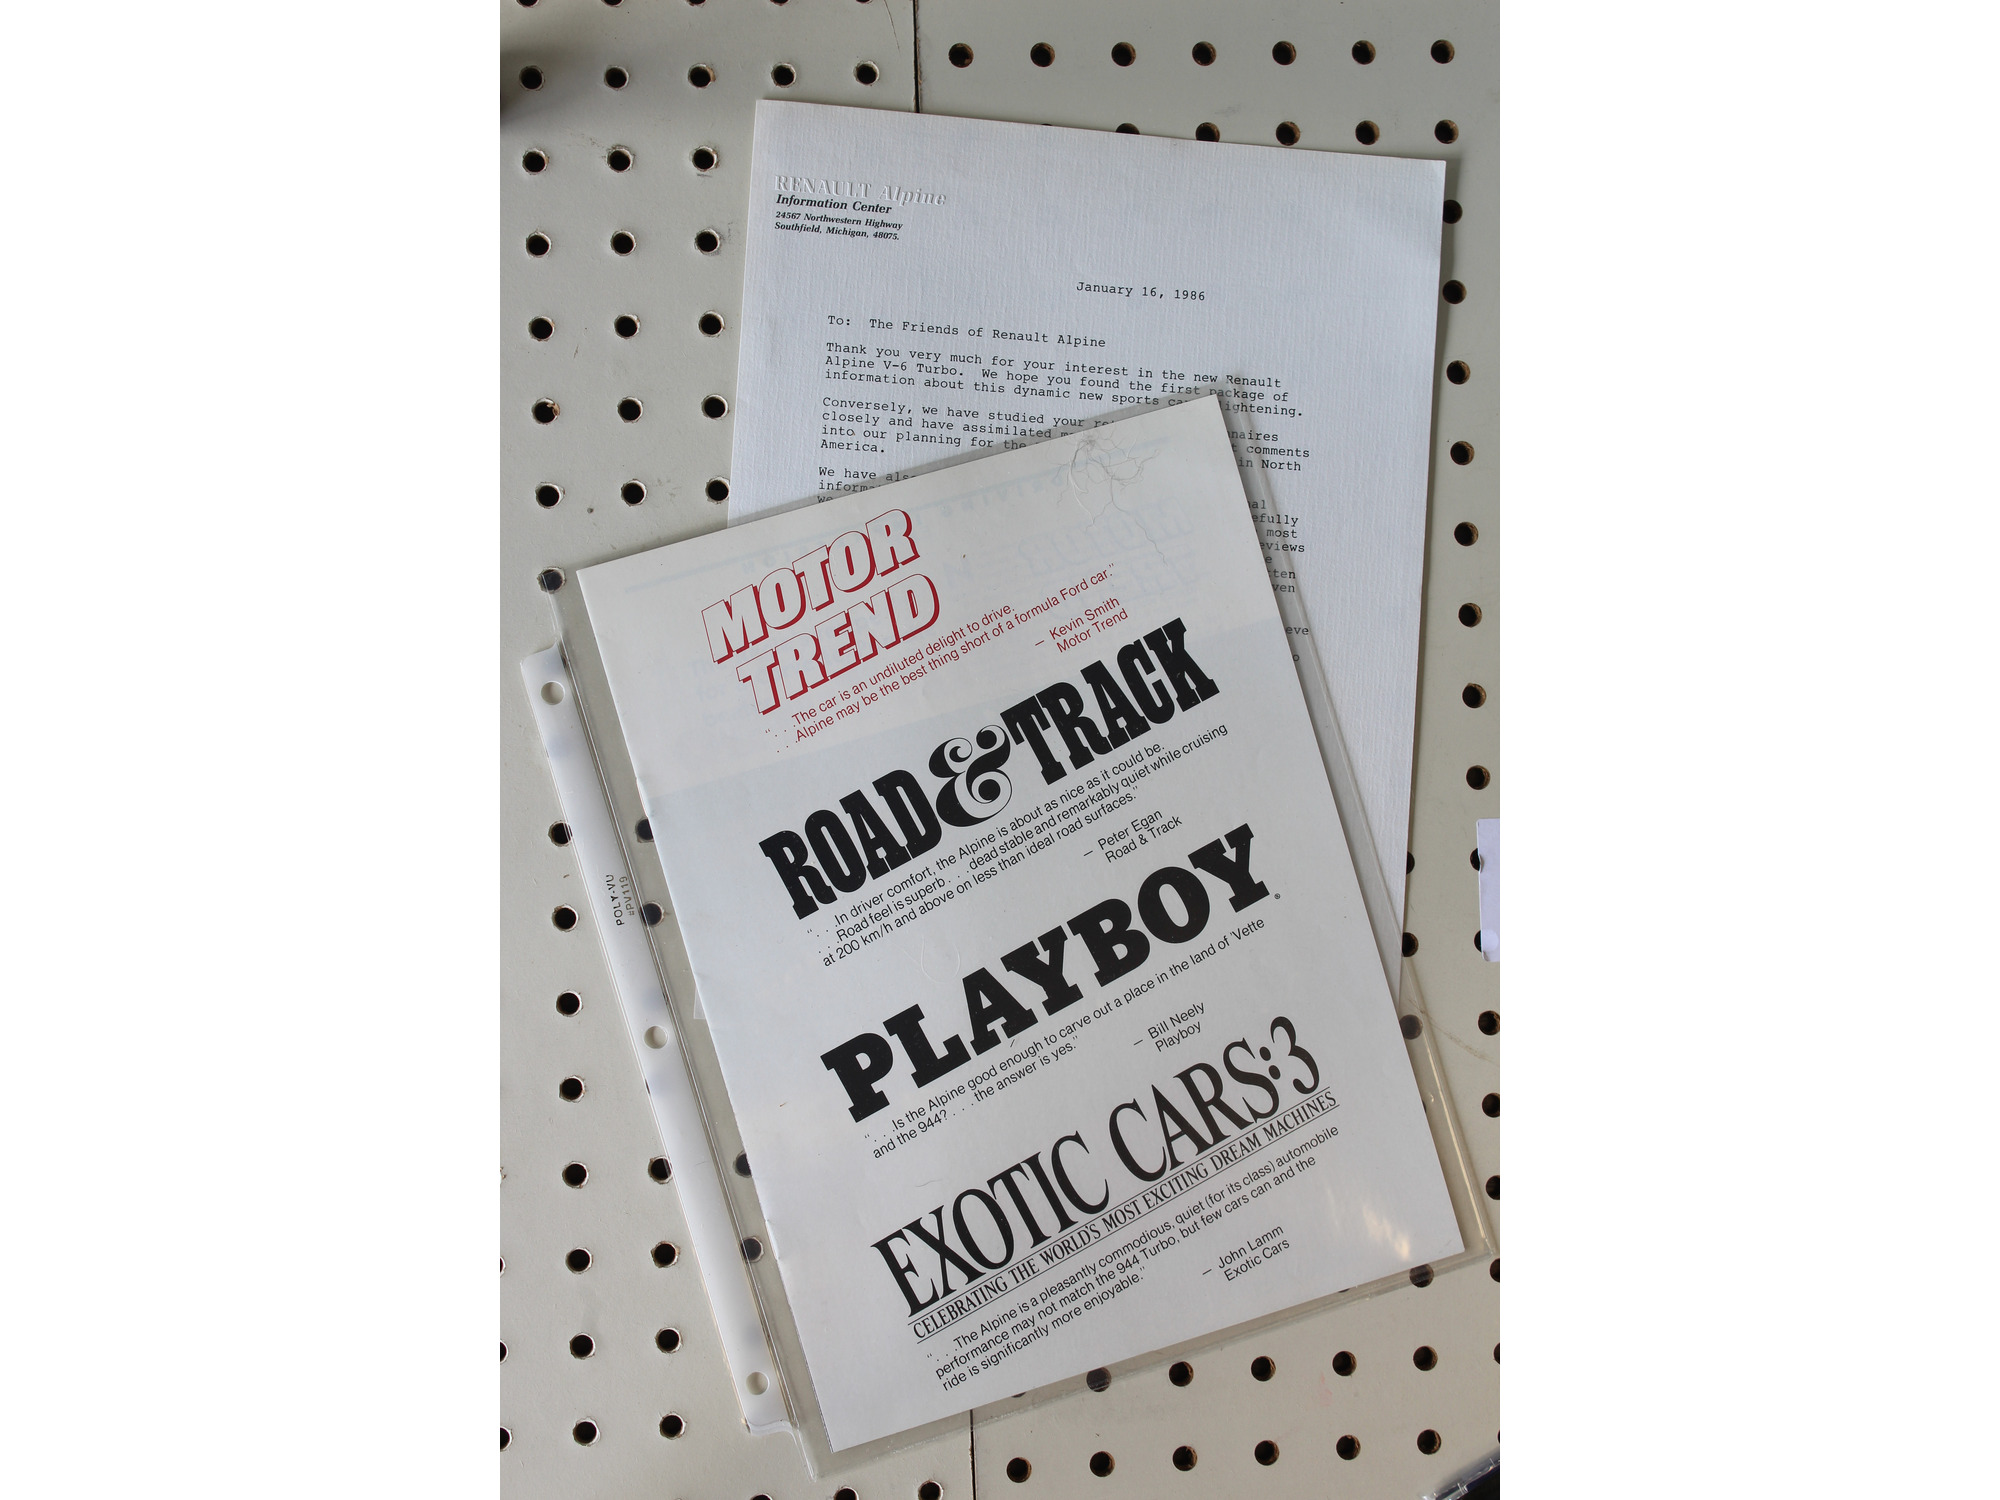 RENAULT Alpine
Information Center
24567 Northwestern Highway
Southfield, Michigan, 48075.
January 16, 1986
To: The Friends of Renault Alpine
Thank you very much for your interest in the new Renault
Alpine V-6 Turbo. We hope you found the first package of
information about this dynamic new sports
Conversely, we have studied your
closely and have assimilated comments
into our planning for the in North
America.
We have
most
MOTOR
TREND
". . .The car is an undiluted delight to drive.
. . .Alpine may be the best thing short of a formula Ford car."
— Kevin Smith
Motor Trend
ROAD & TRACK
". . .In driver comfort, the Alpine is about as nice as it could be.
. . .Road feel is superb . . .dead stable and remarkably quiet while cruising
at 200 km/h and above on less than ideal road surfaces."
— Peter Egan
Road & Track
PLAYBOY®
". . .Is the Alpine good enough to carve out a place in the land of 'Vette
and the 944? . . .the answer is yes."
— Bill Neely
Playboy
EXOTIC CARS:3
CELEBRATING THE WORLD'S MOST EXCITING DREAM MACHINES
". . .The Alpine is a pleasantly commodious, quiet (for its class) automobile
performance may not match the 944 Turbo, but few cars can and the
ride is significantly more enjoyable."
— John Lamm
Exotic Cars
POLY-VU
#PV119